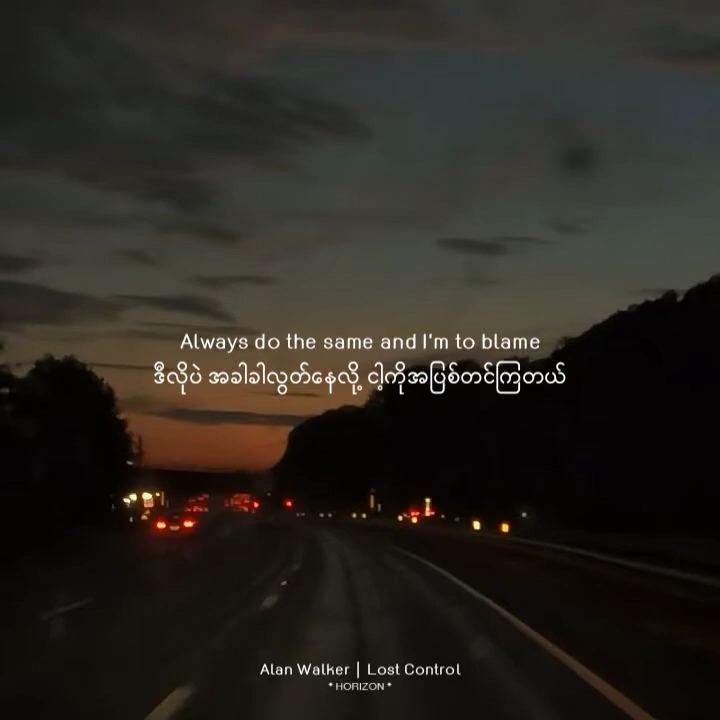 Always do the same and I'm to blame
ဒီလိုပဲ အခါခါလွတ်နေလို့ ငါ့ကိုအပြစ်တင်ကြတယ်
Alan Walker | Lost Control
* HORIZON *